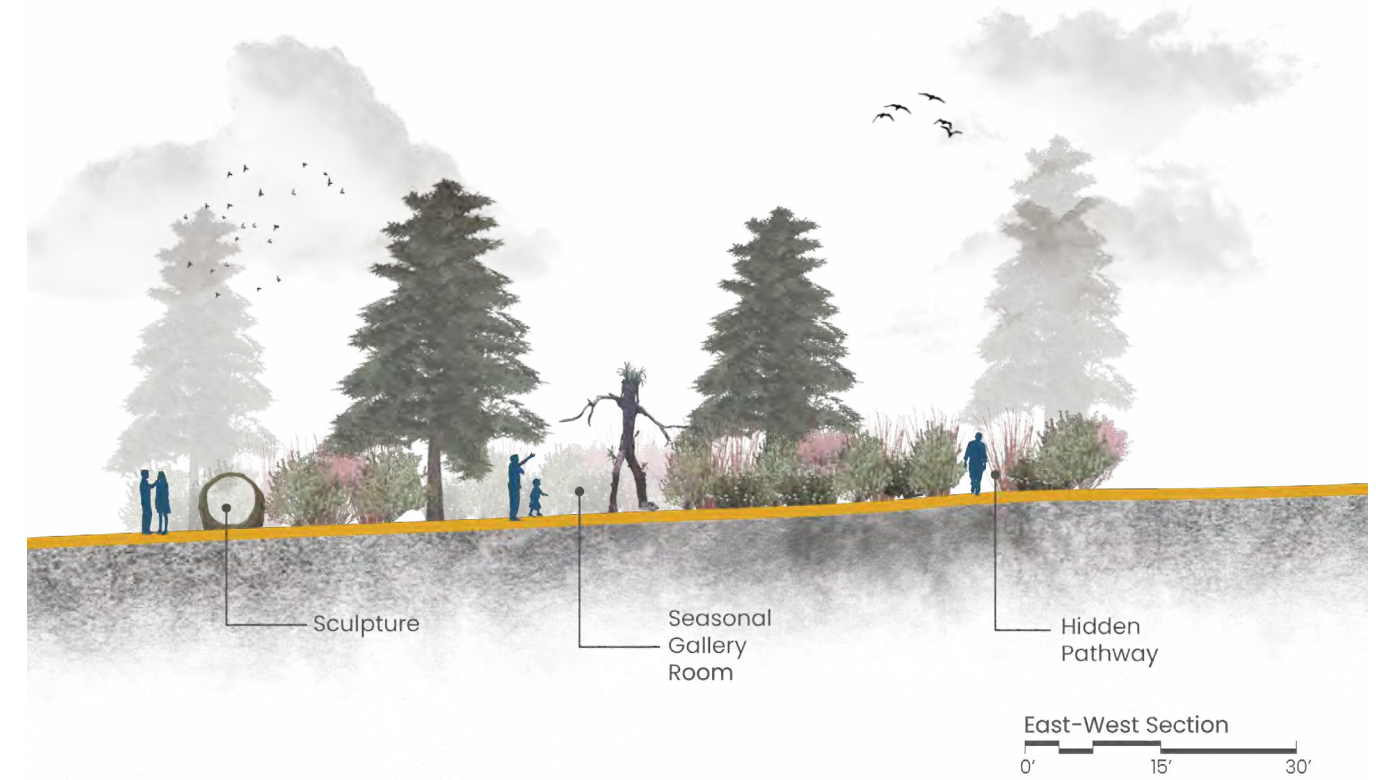 Sculpture
Seasonal
Gallery
Room
Hidden
Pathway
East-West Section
0’ 15’ 30’